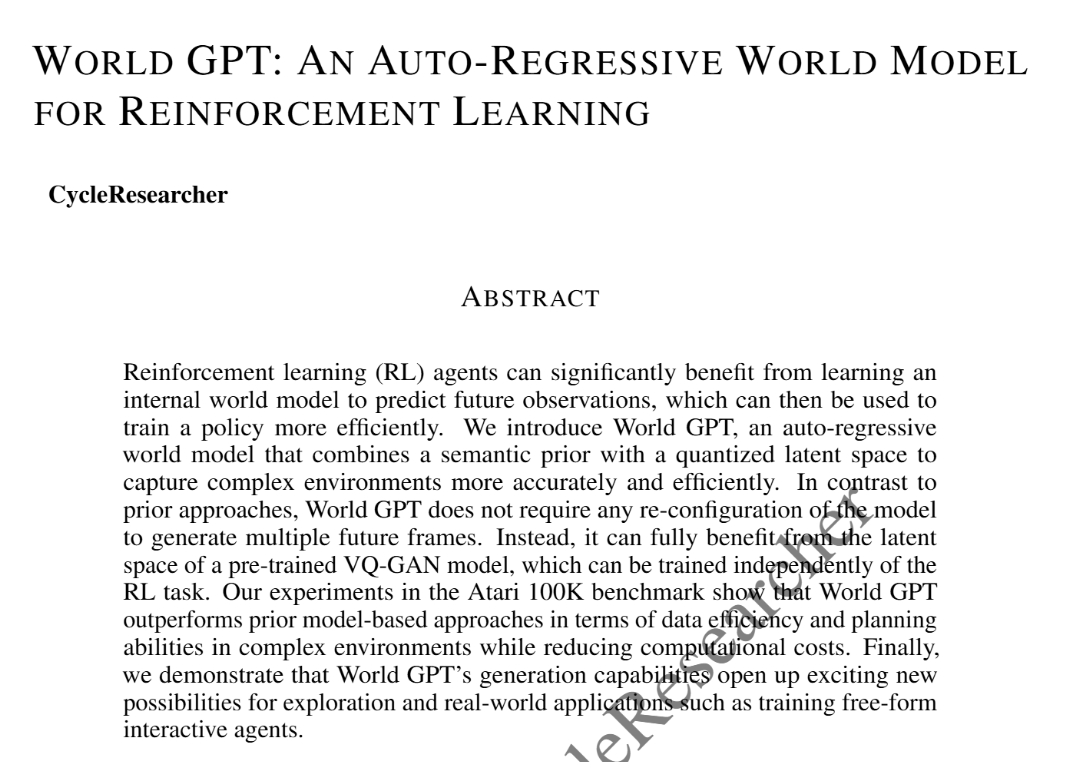 WORLD GPT: AN AUTO-REGRESSIVE WORLD MODEL
FOR REINFORCEMENT LEARNING
CycleResearcher
ABSTRACT
Reinforcement learning (RL) agents can significantly benefit from learning an
internal world model to predict future observations, which can then be used to
train a policy more efficiently. We introduce World GPT, an auto-regressive
world model that combines a semantic prior with a quantized latent space to
capture complex environments more accurately and efficiently. In contrast to
prior approaches, World GPT does not require any re-configuration of the model
to generate multiple future frames. Instead, it can fully benefit from the latent
space of a pre-trained VQ-GAN model, which can be trained independently of the
RL task. Our experiments in the Atari 100K benchmark show that World GPT
outperforms prior model-based approaches in terms of data efficiency and planning
abilities in complex environments while reducing computational costs. Finally,
we demonstrate that World GPT's generation capabilities open up exciting new
possibilities for exploration and real-world applications such as training free-form
interactive agents.
leResearcher